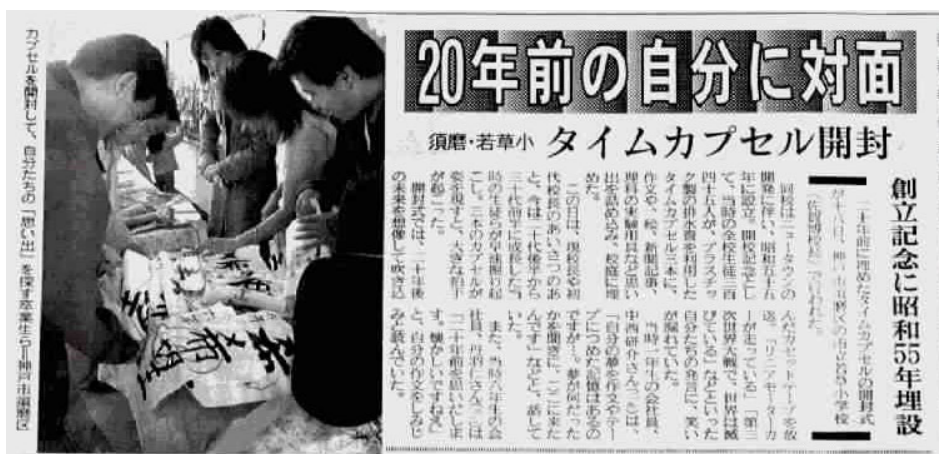 20年前の自分に対面
須磨・若草小 タイムカプセル開封
創立記念に昭和55年埋設
二十年前に埋めたタイムカプセルの開封式
神戸市須磨区の市立若草小学校
で行われた。
同校はニュータウンの
開発に伴い、昭和五十五
年に設立。開校記念とし
て、当時の全校生徒三百
四十五人が、プラスチッ
ク製の排水管を利用した
タイムカプセル三本に、
作文や、絵、新聞記事、
理科の実験用具など思い
出を詰め込み、校庭に埋
めた。
この日は、現校長や初
代校長のあいさつのあ
と、今は二十代後半から
三十代前半に成長した当
時の生徒らが早速掘り起
こし。三本のカプセルが
姿を現すと、大きな拍手
が起こった。
開封式では、二十年後
の未来を想像して吹き込
んだカセットテープを放
送。「リニアモーターカ
ーが走っている」「第三
次世界大戦で、世界は滅
びている」などといった
自分たちの発言に、笑い
が漏れていた。
当時一年生の会社員、
中西研介さんは、
「自分の夢を作文やテー
プにつめた記憶はあるの
ですが…。夢が何だった
かを聞きに、ここに来た
んです」などと、話して
いた。
また、当時六年生の会
社員、さんは
「二十年前を思いだしま
す。懐かしいですね」
と、自分の作文をしみじ
みと読んでいた。
カプセルを開封して、自分たちの「思い出」を探す卒業生ら=神戸市須磨区
希望